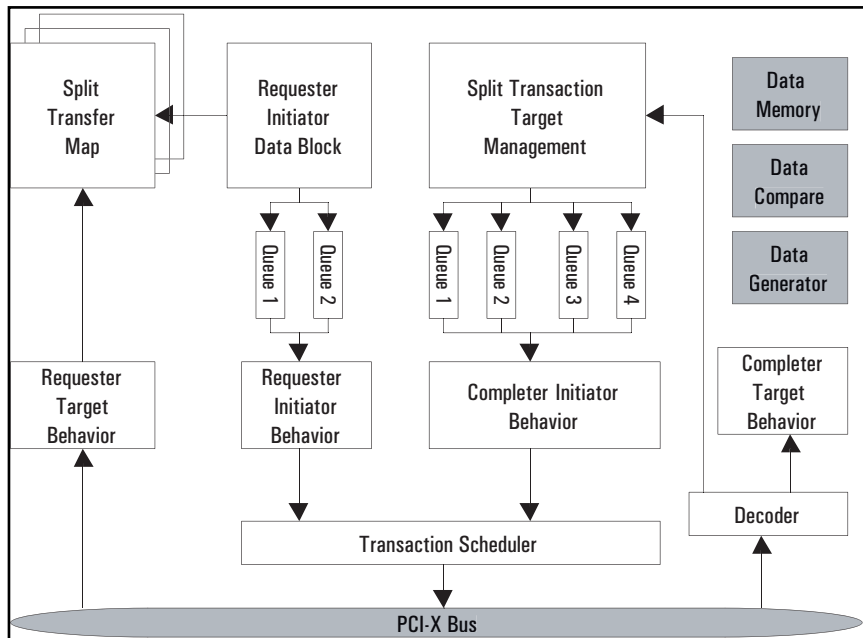 Split
Transfer
Map
Requester
Initiator
Data Block
Split Transaction
Target
Management
Data
Memory
Data
Compare
Data
Generator
Queue 1
Queue 2
Queue 1
Queue 2
Queue 3
Queue 4
Requester
Target
Behavior
Requester
Initiator
Behavior
Completer Initiator
Behavior
Completer
Target
Behavior
Decoder
Transaction Scheduler
PCI-X Bus